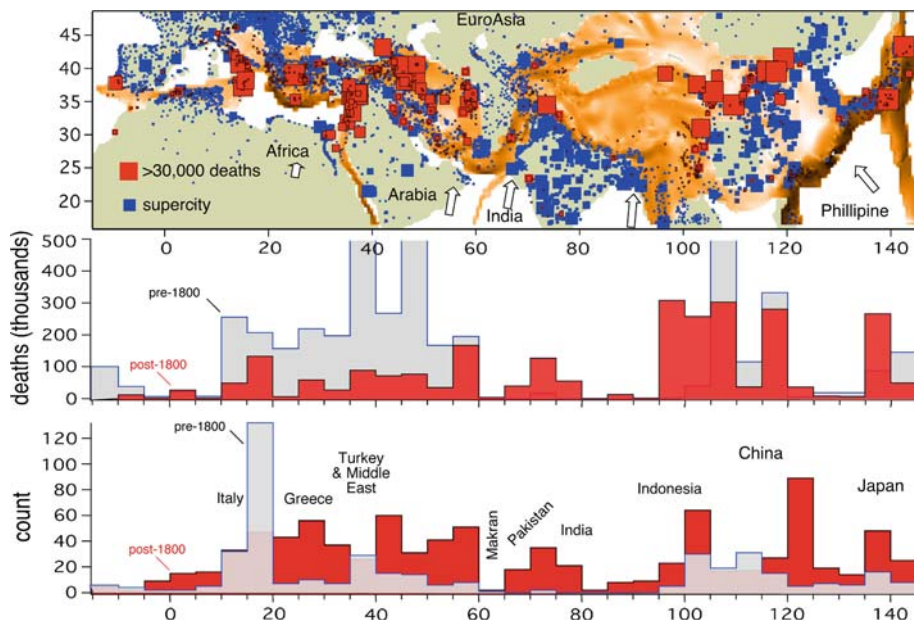 45
40
35
30
25
20
EuroAsia
Africa
>30,000 deaths
supercity
Arabia
India
Phillipine
0 20 40 60 80 100 120 140
deaths (thousands)
500
400
300
200
100
0
pre-1800
post-1800
count
120
100
80
60
40
20
0
pre-1800
post-1800
Italy
Greece
Turkey
& Middle
East
Makran
Pakistan
India
Indonesia
China
Japan
0 20 40 60 80 100 120 140